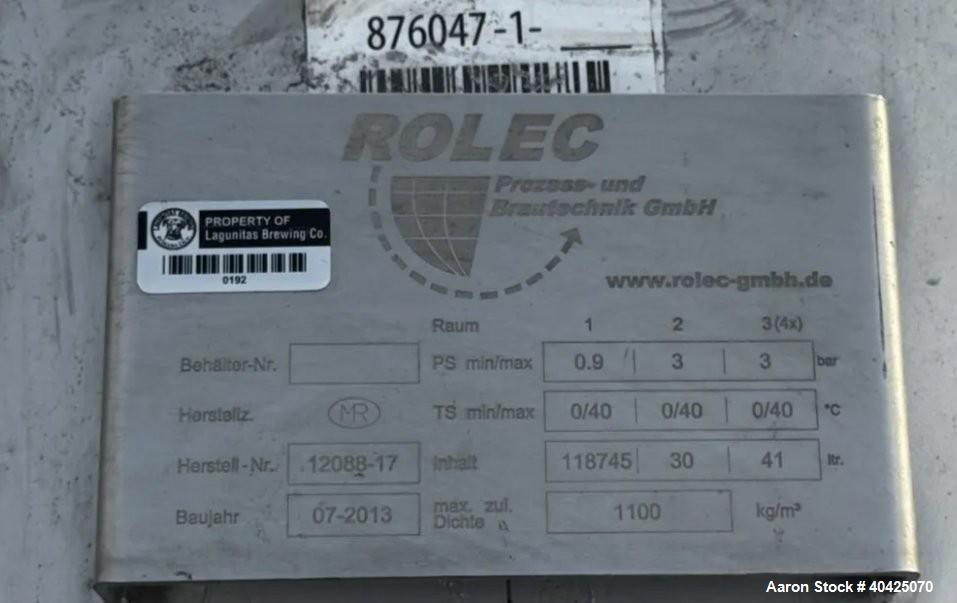 876047-1-
ROLEC
Prozess- und
Brautechnik GmbH
PROPERTY OF
Lagunitas Brewing Co.
0192
www.rolec-gmbh.de
Raum 1 2 3 (4x)
Behälter-Nr. PS min/max 0.9 | 3 | 3 bar
Herstellz. MR TS min/max 0/40 | 0/40 | 0/40 °C
Herstell-Nr. 12088-17 Inhalt 118745 | 30 | 41 ltr.
Baujahr 07-2013 max. zul. Dichte 1100 kg/m³
Aaron Stock # 40425070